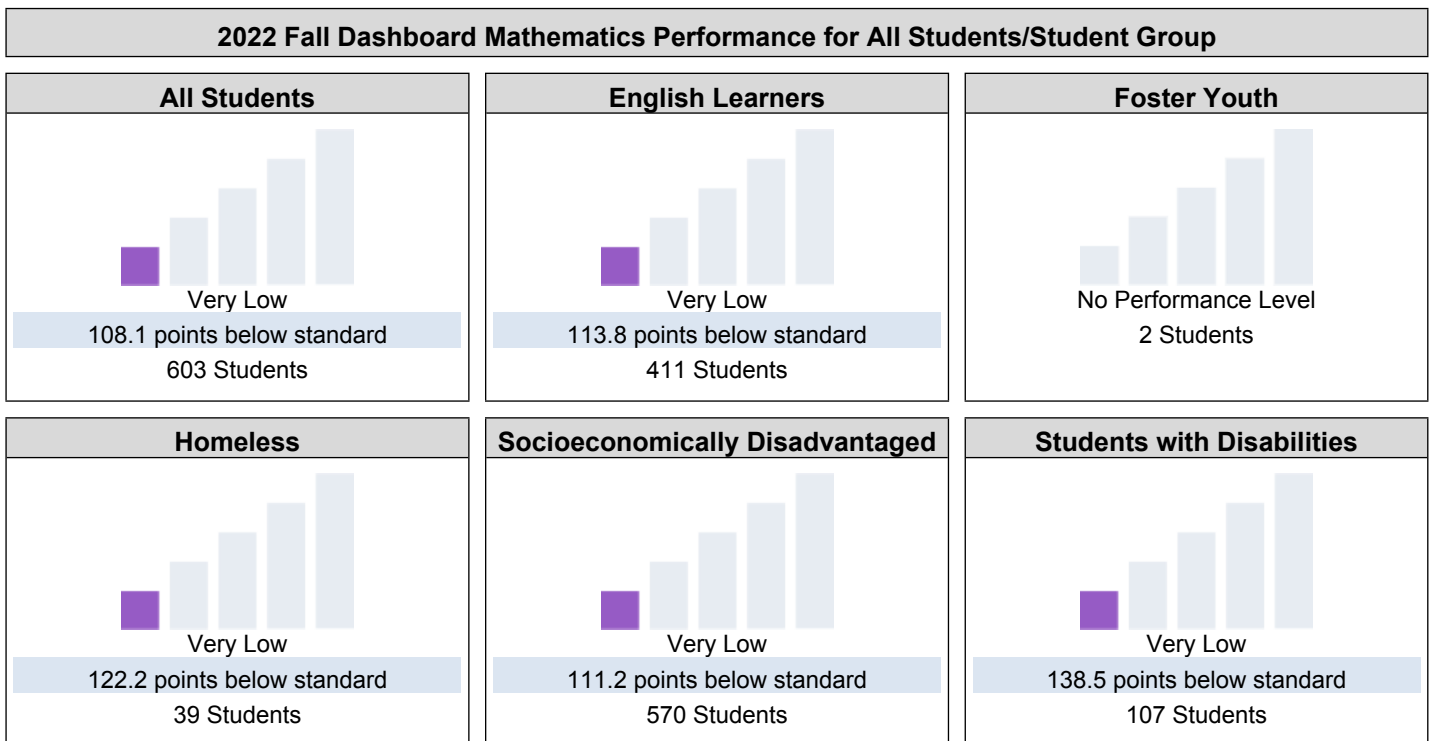 2022 Fall Dashboard Mathematics Performance for All Students/Student Group
All Students
Very Low
108.1 points below standard
603 Students
English Learners
Very Low
113.8 points below standard
411 Students
Foster Youth
No Performance Level
2 Students
Homeless
Very Low
122.2 points below standard
39 Students
Socioeconomically Disadvantaged
Very Low
111.2 points below standard
570 Students
Students with Disabilities
Very Low
138.5 points below standard
107 Students